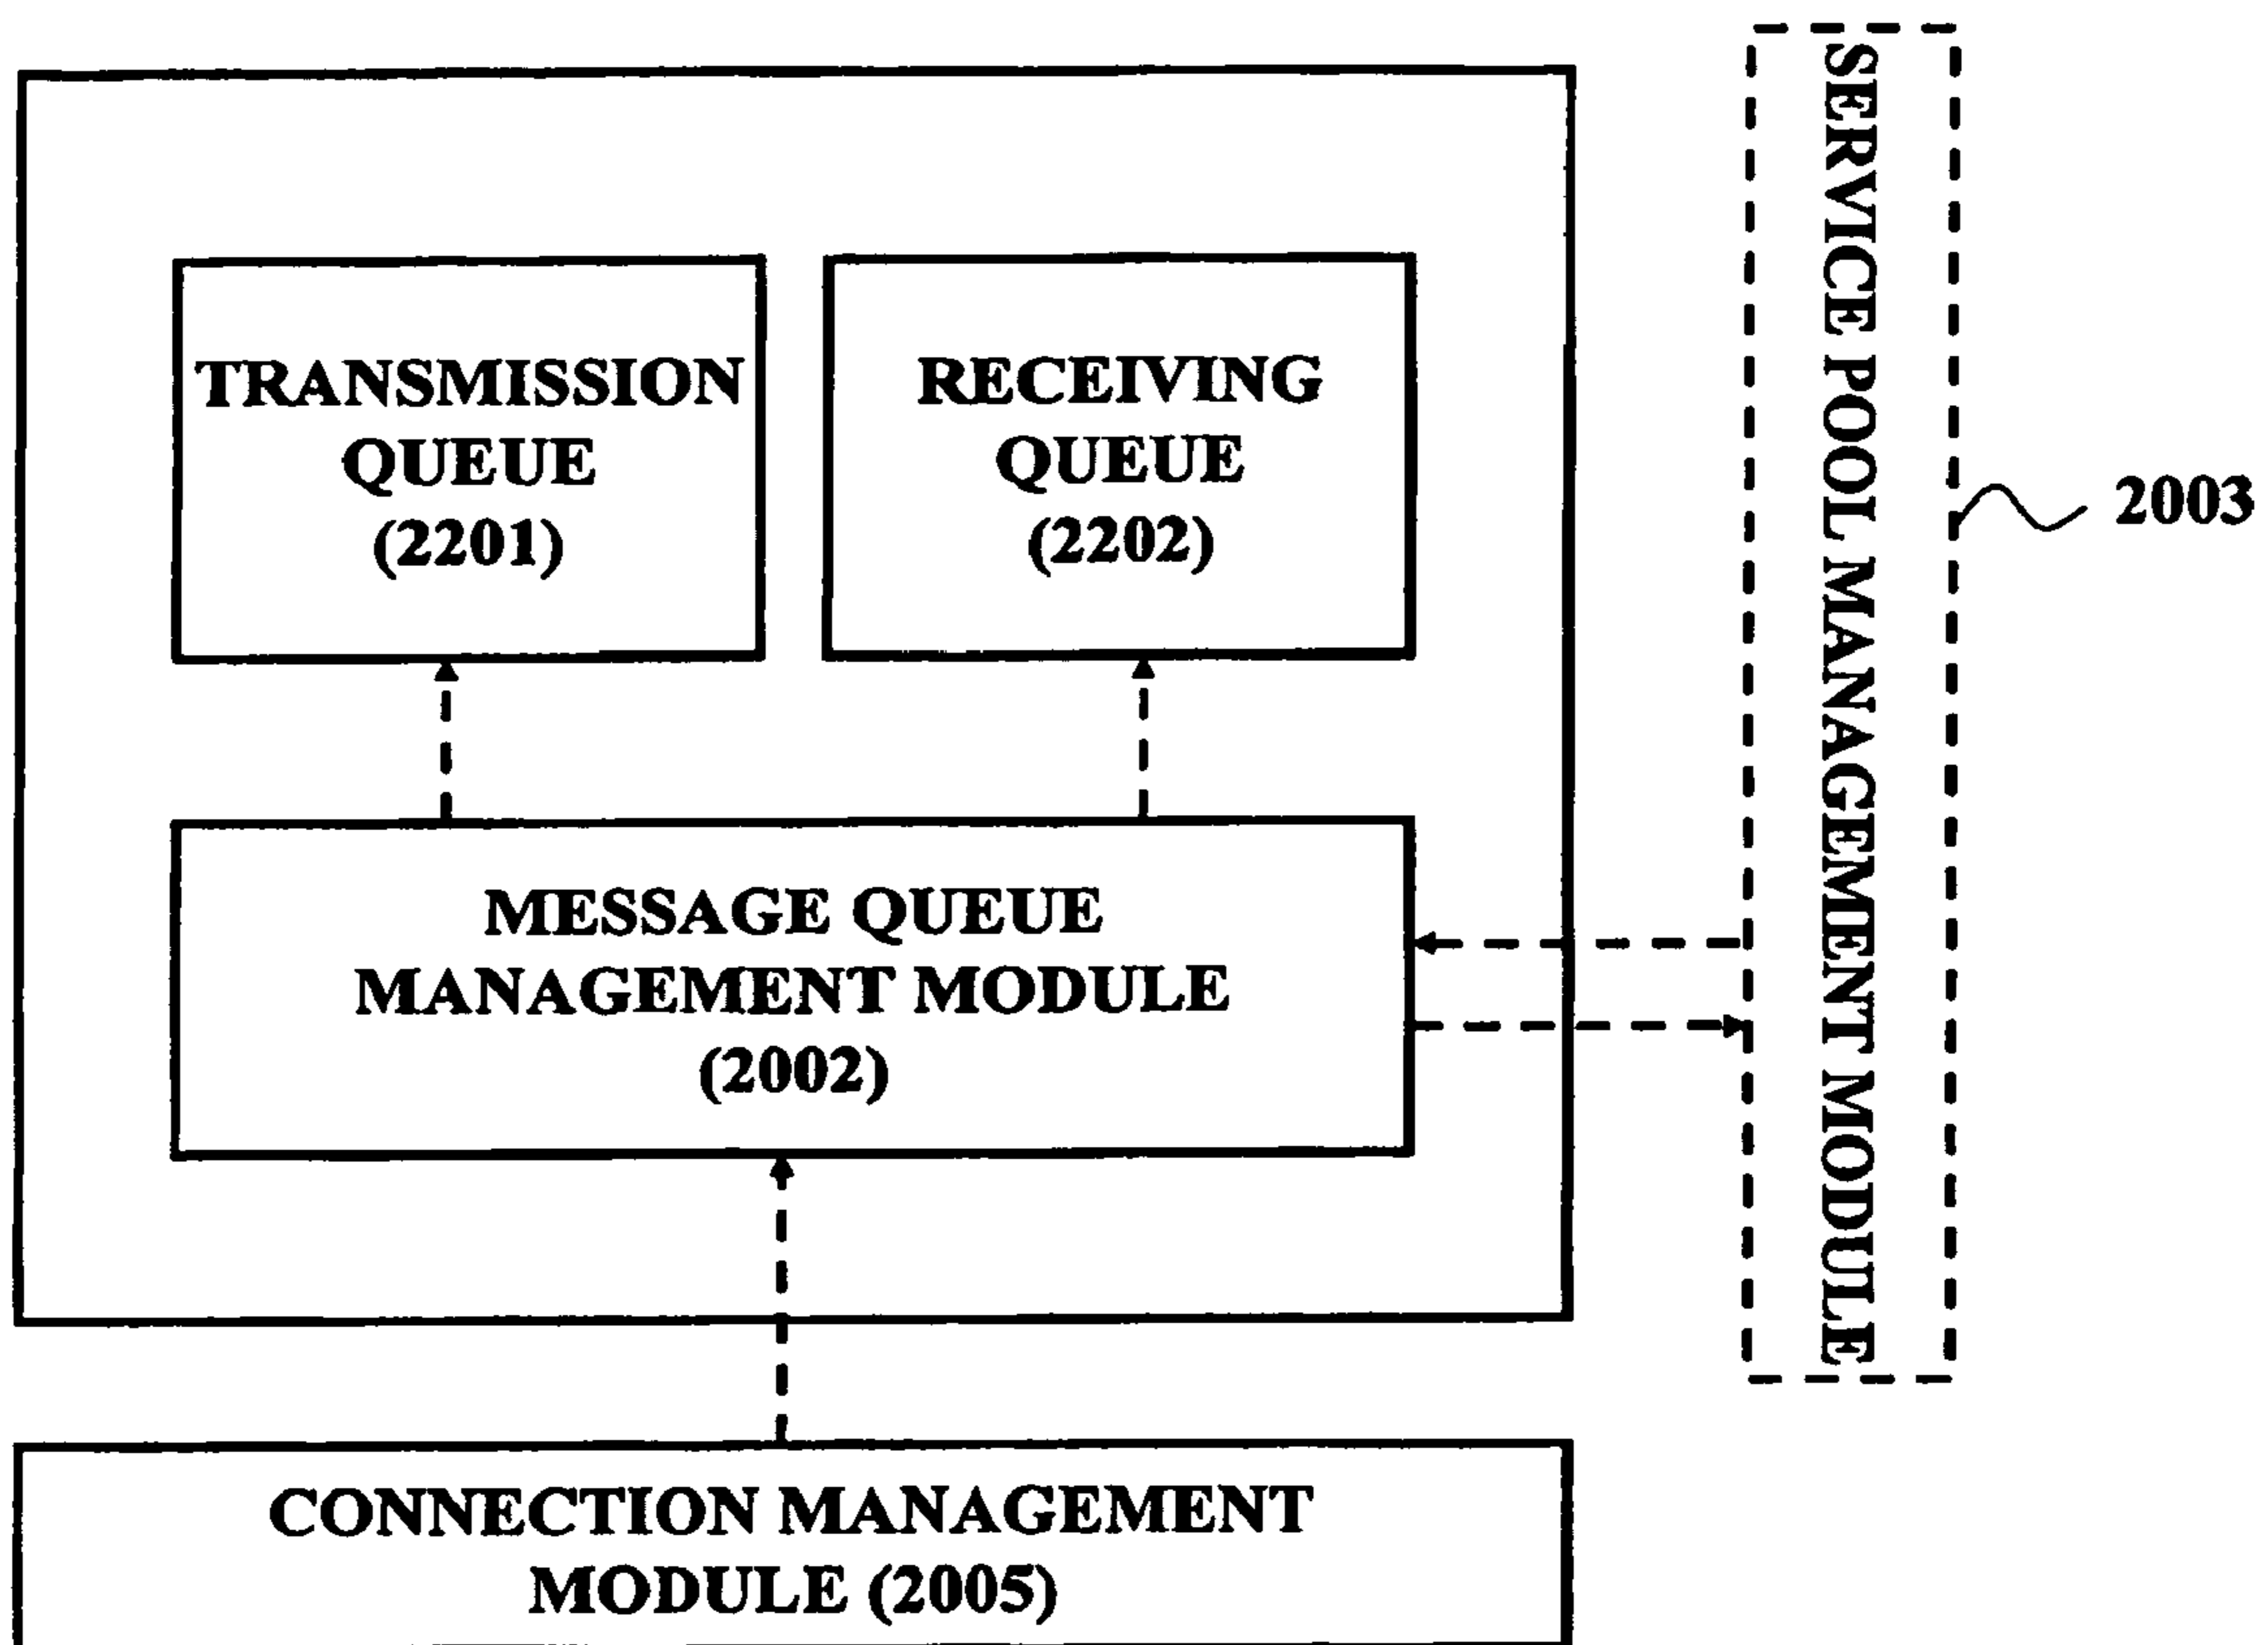 TRANSMISSION
QUEUE
(2201)
RECEIVING
QUEUE
(2202)
MESSAGE QUEUE
MANAGEMENT MODULE
(2002)
SERVICE POOL MANAGEMENT MODULE
2003
CONNECTION MANAGEMENT
MODULE (2005)